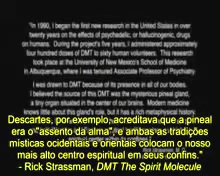 "In 1990, I began the first new research in the United States in over
twenty years on the effects of psychedelic, or hallucinogenic, drugs
on humans. During the project's five years, I administered approximately
four hundred doses of DMT to sixty human volunteers. This research
took place at the University of New Mexico's School of Medicine
in Albuquerque, where I was tenured Associate Professor of Psychiatry.
I was drawn to DMT because of its presence in all of our bodies.
I believed the source of this DMT was the mysterious pineal gland,
a tiny organ situated in the center of our brains. Modern medicine
knows little about this gland's role, but it has a rich
Descartes, por exemplo, acreditava que a pineal
era o "assento da alma", e ambas as tradições
místicas ocidentais e orientais colocam o nosso
mais alto centro espiritual em seus confins."
- Rick Strassman, DMT The Spirit Molecule